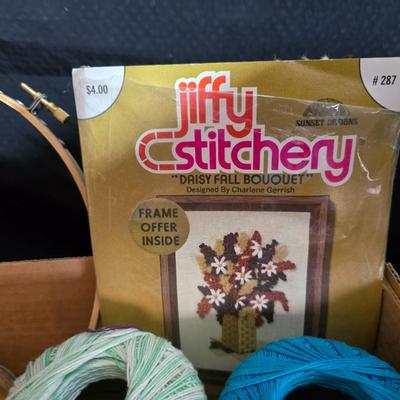 $4.00
# 287
SUNSET DESIGNS
jiffy
stitchery
"DAISY FALL BOUQUET"
Designed By Charlene Gerrish
FRAME
OFFER
INSIDE